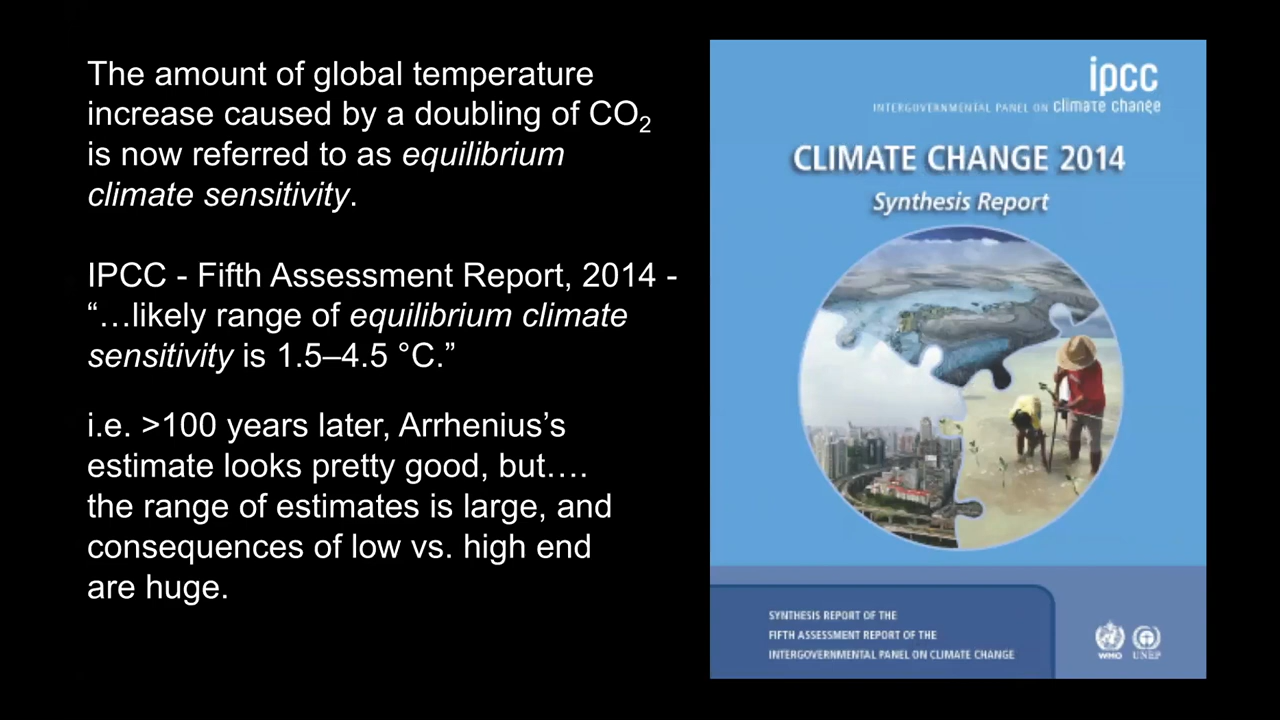 The amount of global temperature
increase caused by a doubling of CO₂
is now referred to as equilibrium
climate sensitivity.
IPCC - Fifth Assessment Report, 2014 -
“…likely range of equilibrium climate
sensitivity is 1.5–4.5 °C.”
i.e. >100 years later, Arrhenius’s
estimate looks pretty good, but….
the range of estimates is large, and
consequences of low vs. high end
are huge.
ipcc
INTERGOVERNMENTAL PANEL ON climate change
CLIMATE CHANGE 2014
Synthesis Report
SYNTHESIS REPORT OF THE
FIFTH ASSESSMENT REPORT OF THE
INTERGOVERNMENTAL PANEL ON CLIMATE CHANGE
WMO UNEP